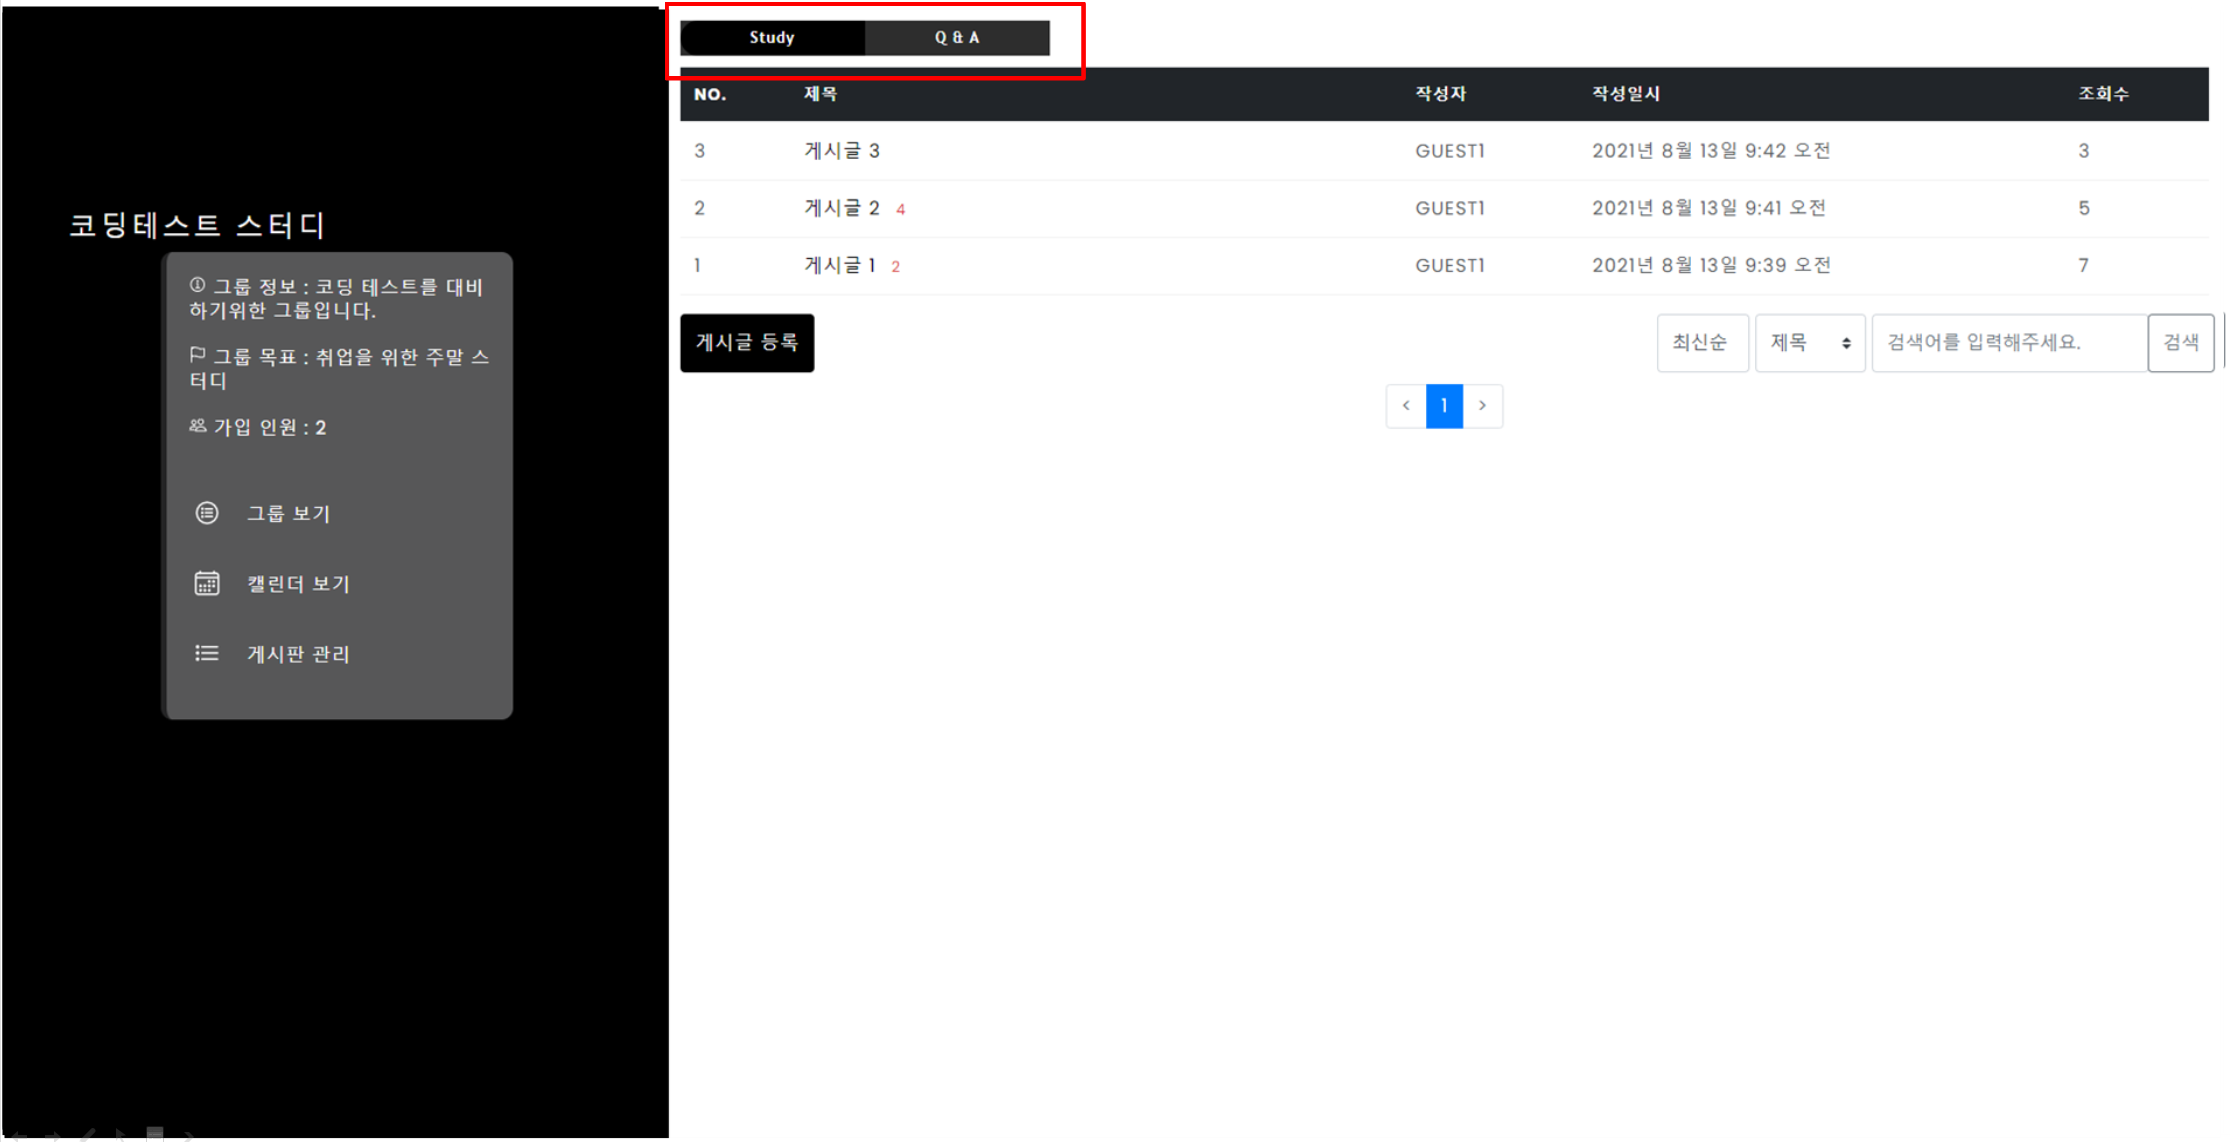 코딩테스트 스터디
그룹 정보 : 코딩 테스트를 대비
하기위한 그룹입니다.
그룹 목표 : 취업을 위한 주말 스
터디
가입 인원 : 2
그룹 보기
캘린더 보기
게시판 관리
Study Q & A
NO. 제목 작성자 작성일시 조회수
3 게시글 3 GUEST1 2021년 8월 13일 9:42 오전 3
2 게시글 2 4 GUEST1 2021년 8월 13일 9:41 오전 5
1 게시글 1 2 GUEST1 2021년 8월 13일 9:39 오전 7
게시글 등록 최신순 제목 검색어를 입력해주세요. 검색
< 1 >